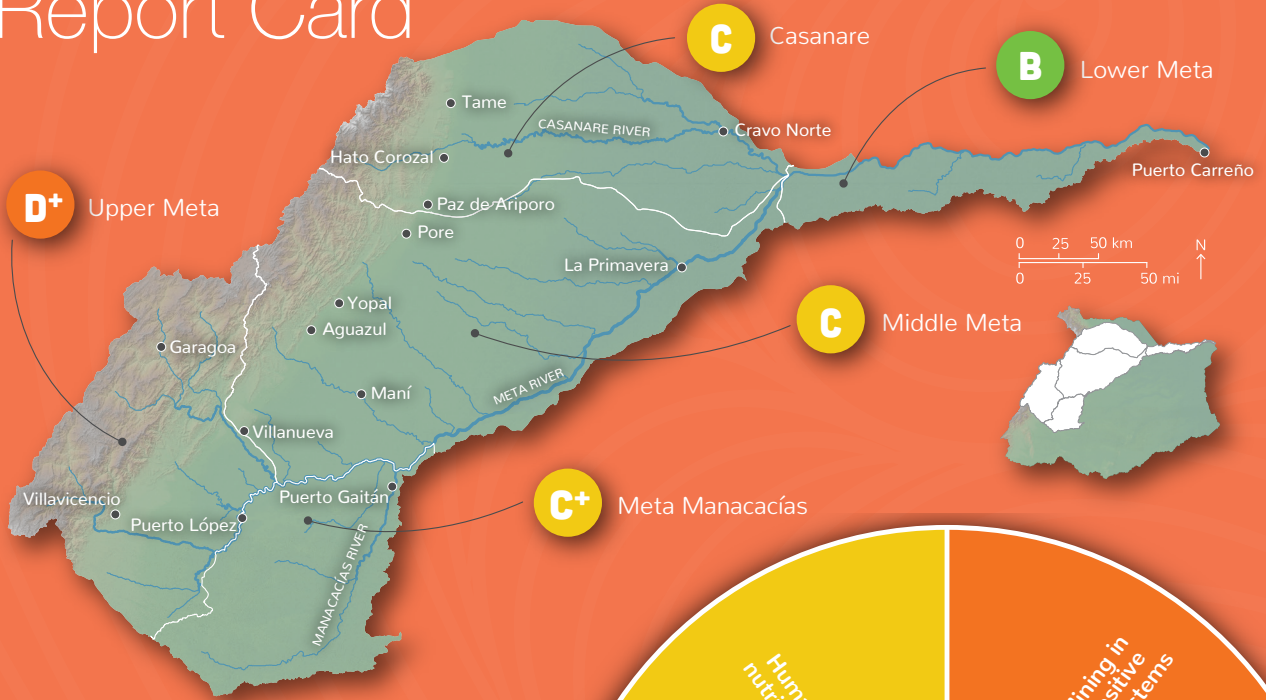 Report Card
C
Casanare
B
Lower Meta
Tame
CASANARE RIVER
Cravo Norte
Hato Corozal
Puerto Carreño
D+
Upper Meta
Paz de Ariporo
Pore
0 25 50 km
N
0 25 50 mi
La Primavera
Yopal
C
Middle Meta
Aguazul
Garagoa
META RIVER
Maní
Villanueva
Villavicencio
Puerto Gaitán
C+
Meta Manacacías
Puerto López
MANACACÍAS RIVER